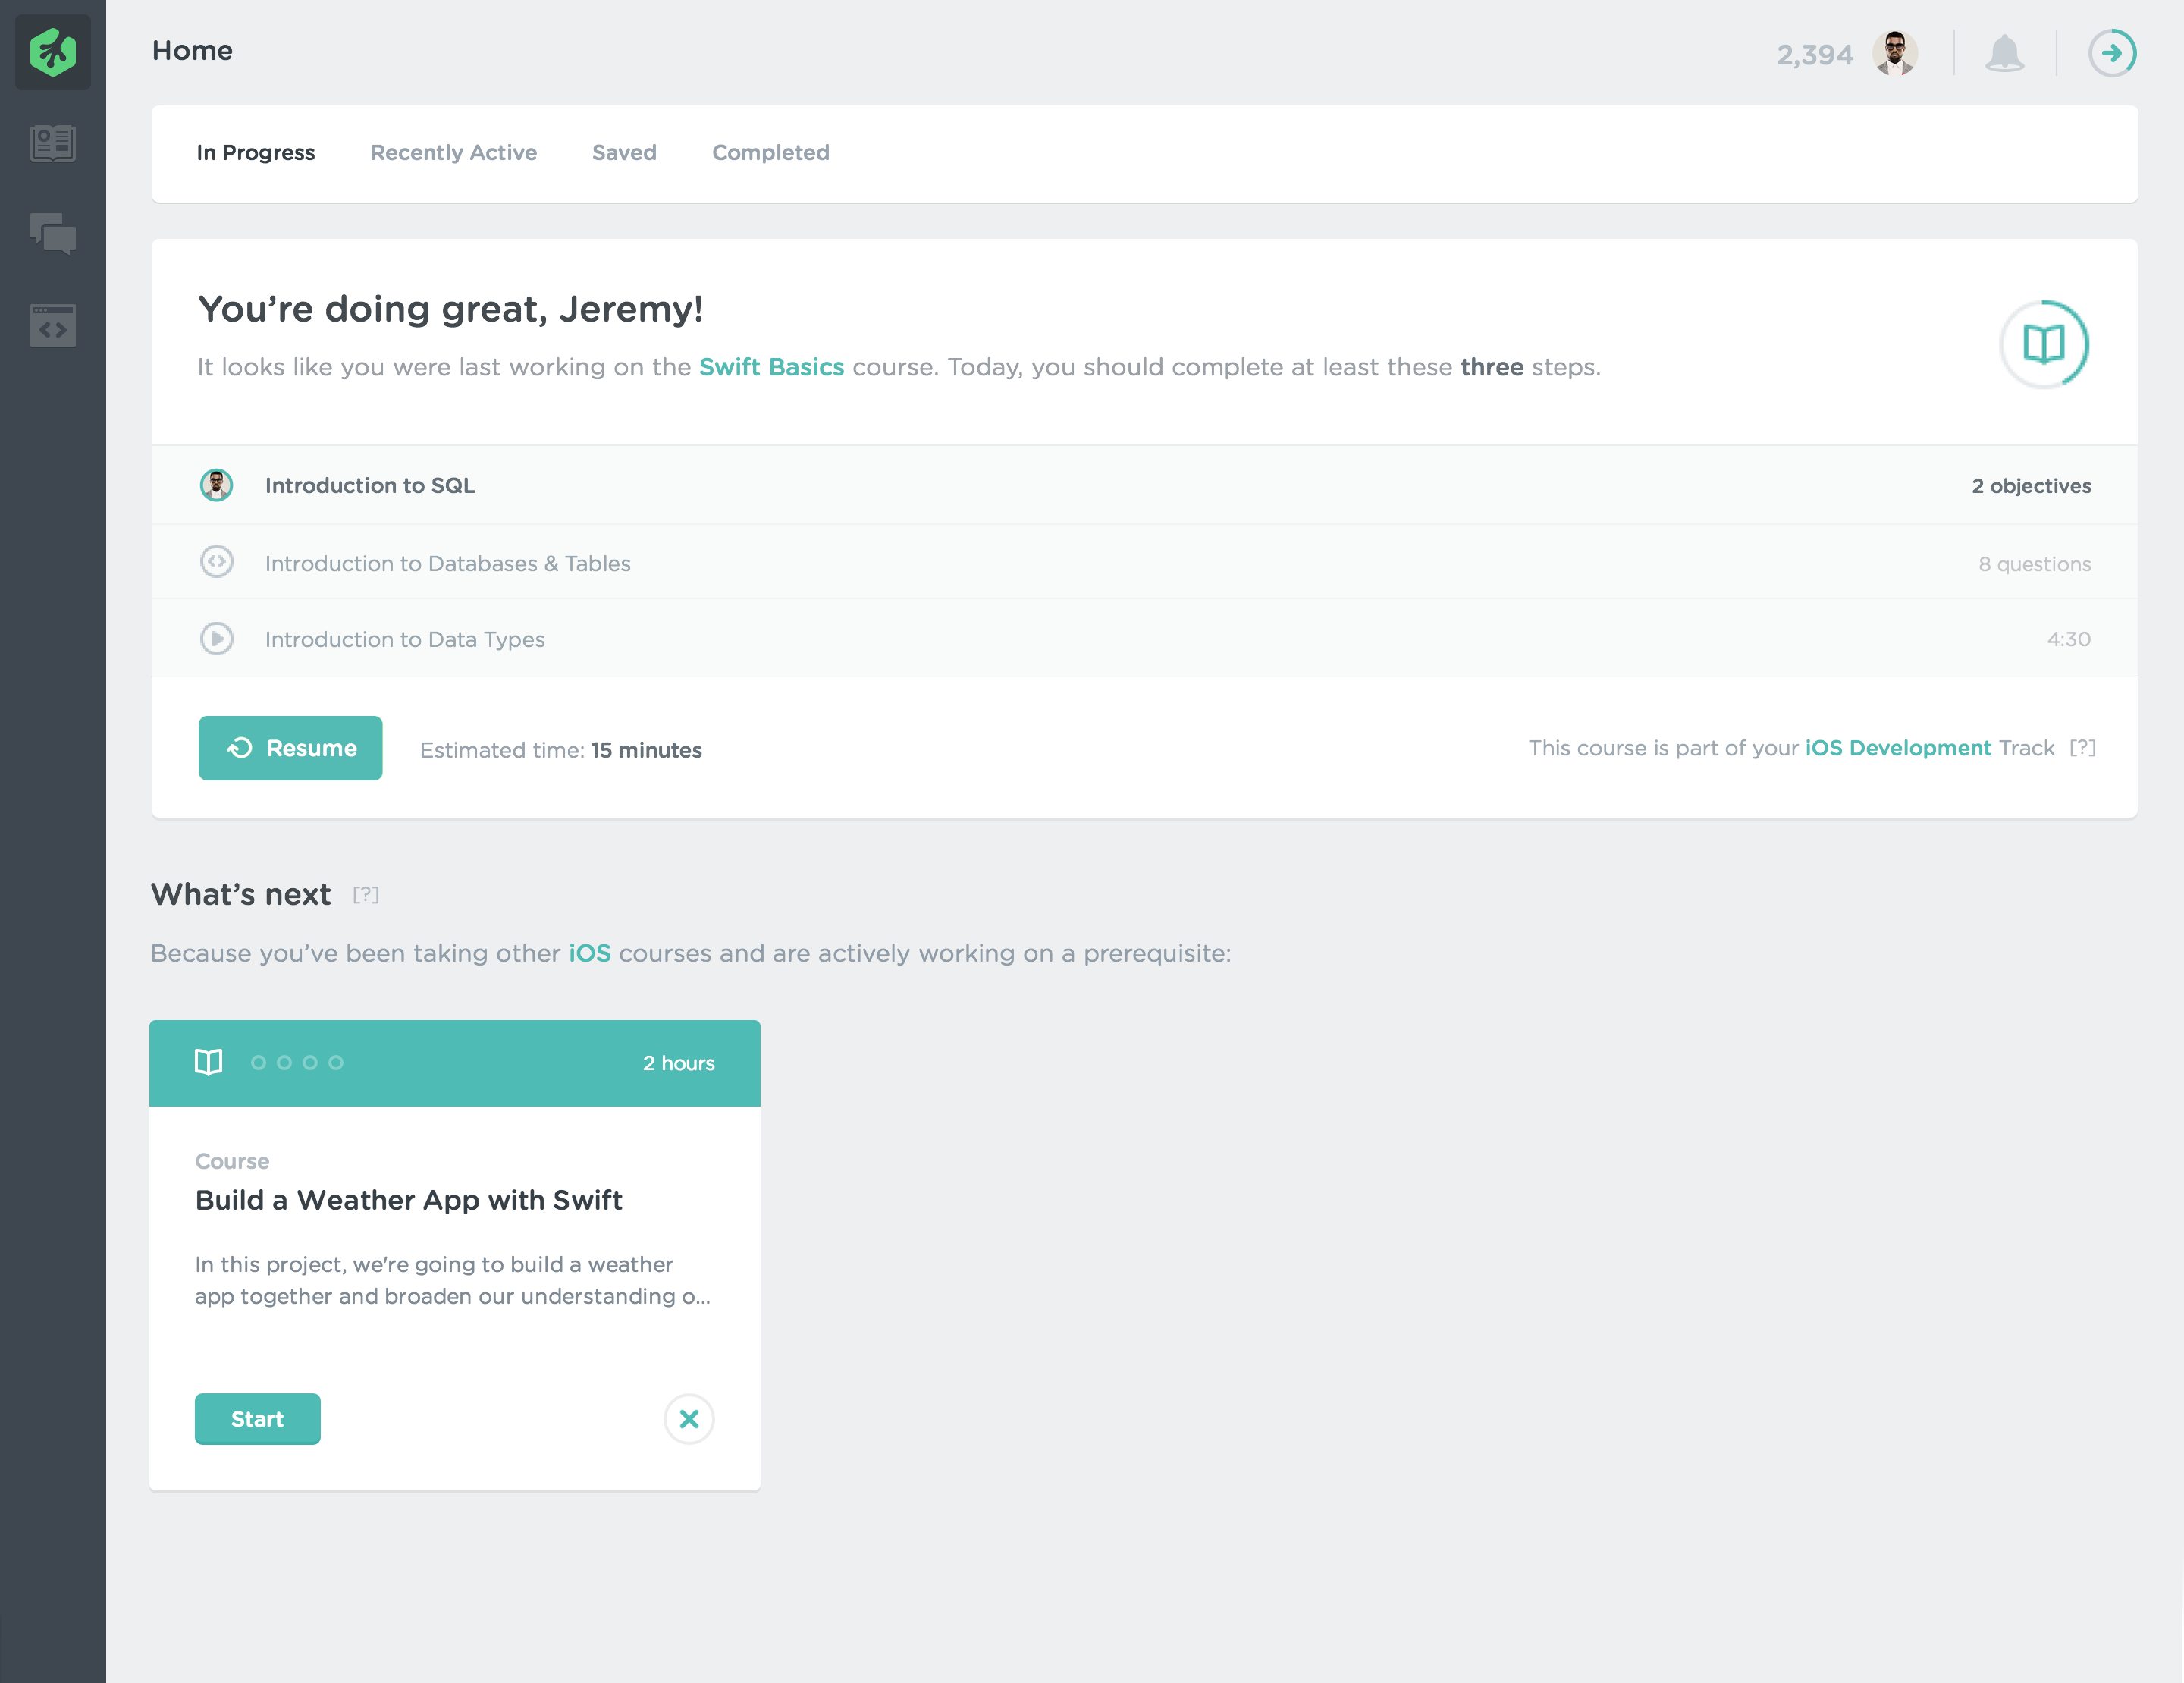 Home
2,394
In Progress
Recently Active
Saved
Completed
You’re doing great, Jeremy!
It looks like you were last working on the Swift Basics course. Today, you should complete at least these three steps.
Introduction to SQL
2 objectives
Introduction to Databases & Tables
8 questions
Introduction to Data Types
4:30
Resume
Estimated time: 15 minutes
This course is part of your iOS Development Track [?]
What’s next [?]
Because you’ve been taking other iOS courses and are actively working on a prerequisite:
2 hours
Course
Build a Weather App with Swift
In this project, we're going to build a weather
app together and broaden our understanding o...
Start